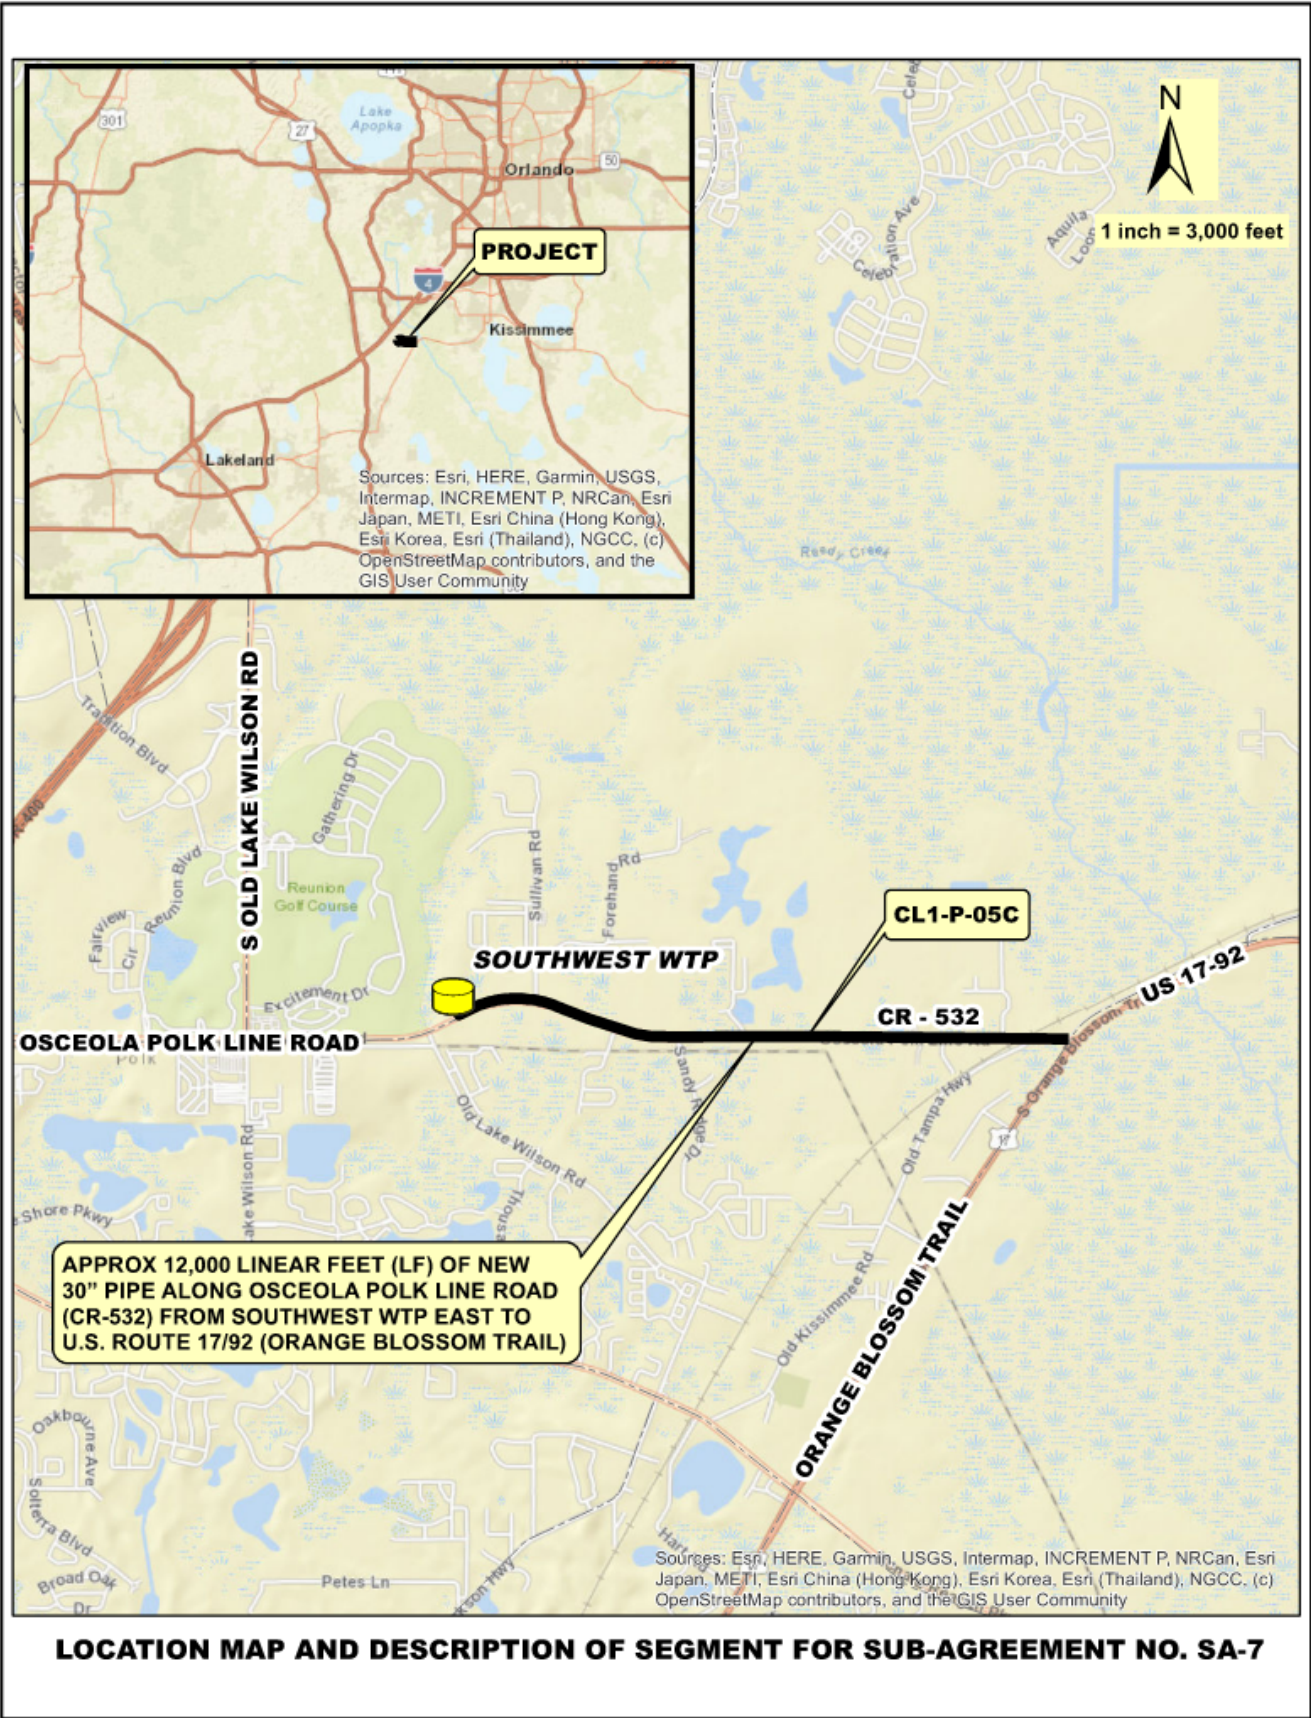 301
27
Lake
Apopka
Orlando
50
PROJECT
4
Kissimmee
Lakeland
Sources: Esri, HERE, Garmin, USGS,
Intermap, INCREMENT P, NRCan, Esri
Japan, METI, Esri China (Hong Kong),
Esri Korea, Esri (Thailand), NGCC, (c)
OpenStreetMap contributors, and the
GIS User Community
N
1 inch = 3,000 feet
Celebration Ave
Aquila
Loop
Reedy Creek
Tradition Blvd
S OLD LAKE WILSON RD
Gathering Dr
Reunion Blvd
Reunion
Golf Course
Fairview
Cir
Excitement Dr
Sullivan Rd
Forehand Rd
SOUTHWEST WTP
CL1-P-05C
CR - 532
US 17-92
OSCEOLA POLK LINE ROAD
Polk
S Orange Blossom
17
Old Tampa Hwy
Sandy Ridge Dr
Old Lake Wilson Rd
Wilson Rd
Shore Pkwy
APPROX 12,000 LINEAR FEET (LF) OF NEW
30” PIPE ALONG OSCEOLA POLK LINE ROAD
(CR-532) FROM SOUTHWEST WTP EAST TO
U.S. ROUTE 17/92 (ORANGE BLOSSOM TRAIL)
Old Kissimmee Rd
ORANGE BLOSSOM TRAIL
Oakbourne
Ave
Solterra Blvd
Broad Oak
Dr
Petes Ln
Hwy
Sources: Esri, HERE, Garmin, USGS, Intermap, INCREMENT P, NRCan, Esri
Japan, METI, Esri China (Hong Kong), Esri Korea, Esri (Thailand), NGCC, (c)
OpenStreetMap contributors, and the GIS User Community
LOCATION MAP AND DESCRIPTION OF SEGMENT FOR SUB-AGREEMENT NO. SA-7